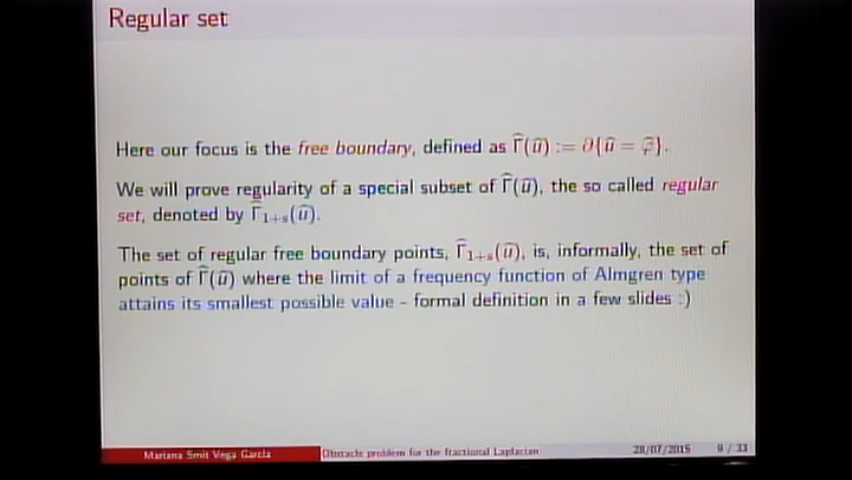 Regular set
Here our focus is the free boundary, defined as Γ̂(û) := ∂{û = φ̂}.
We will prove regularity of a special subset of Γ̂(û), the so called regular
set, denoted by Γ̂₁₊ₛ(û).
The set of regular free boundary points, Γ̂₁₊ₛ(û), is, informally, the set of
points of Γ̂(û) where the limit of a frequency function of Almgren type
attains its smallest possible value - formal definition in a few slides :)
Mariana Smit Vega Garcia
Obstacle problem for the fractional Laplacian
28/07/2015
9 / 33